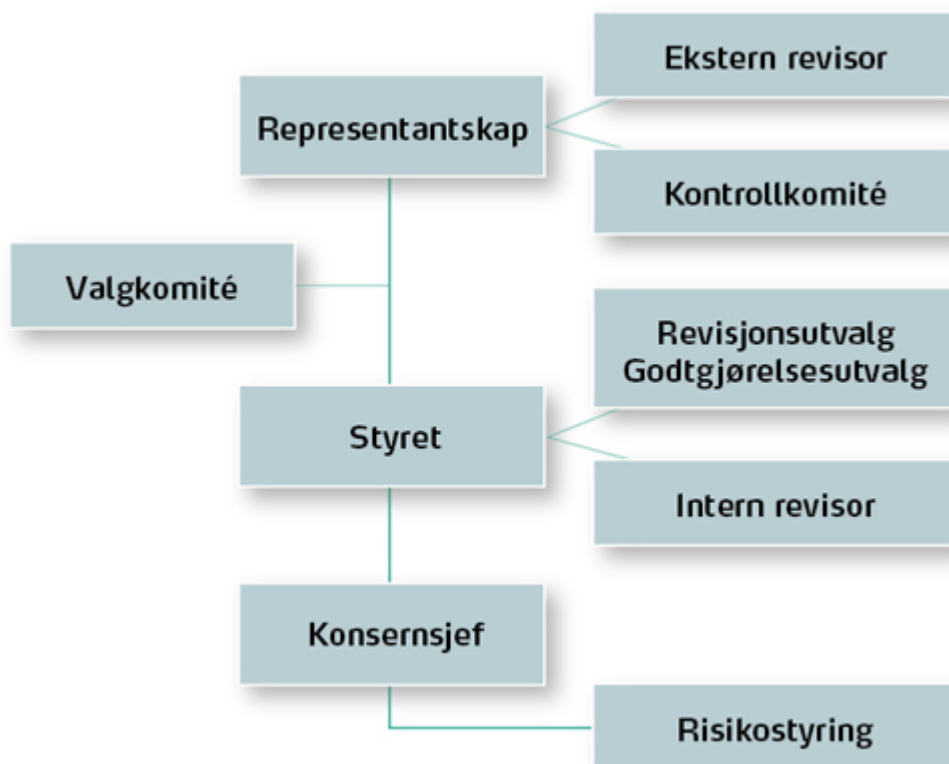 Ekstern revisor
Representantskap
Kontrollkomité
Valgkomité
Revisjonsutvalg
Godtgjørelsesutvalg
Styret
Intern revisor
Konsernsjef
Risikostyring